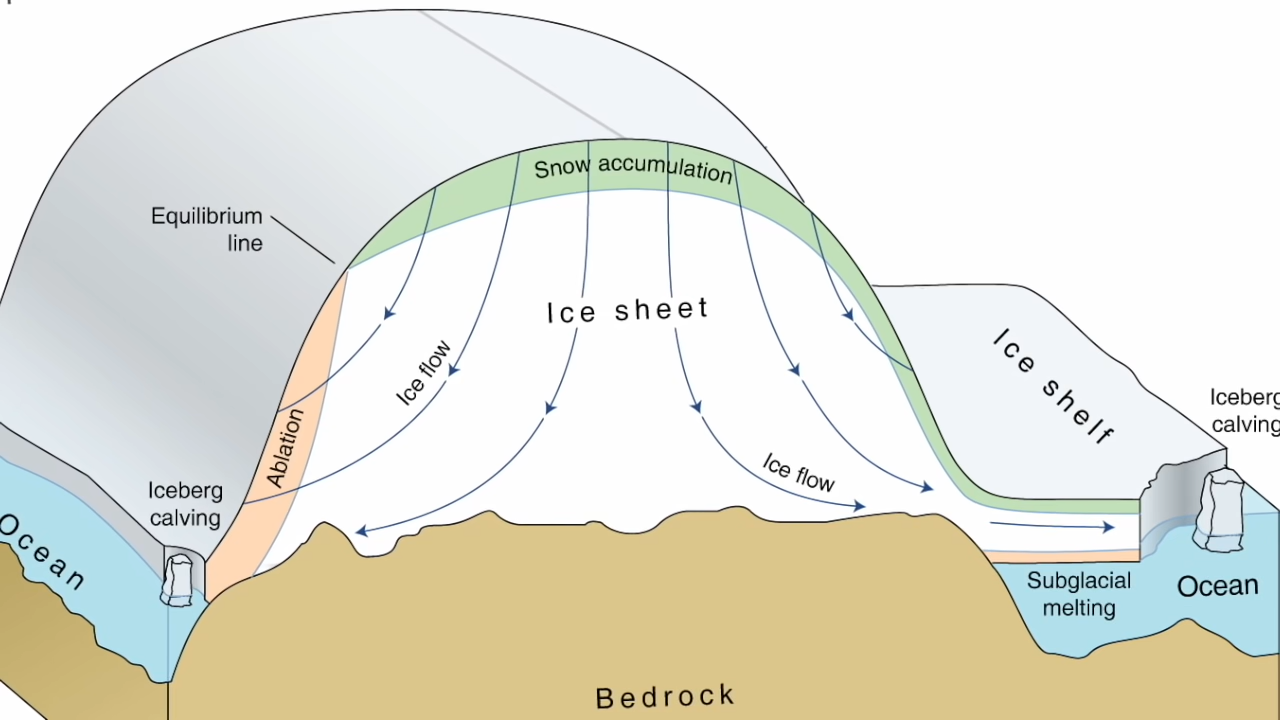 Snow accumulation
Equilibrium
line
Ice sheet
Ice shelf
Ice flow
Iceberg
calving
Ablation
Ice flow
Iceberg
calving
Ocean
Subglacial
melting
Ocean
Bedrock